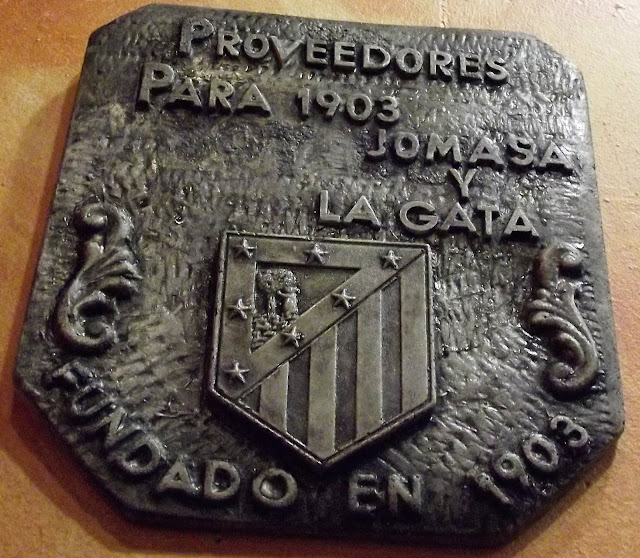 PROVEEDORES
PARA 1903
JOMASA
Y
LA GATA
FUNDADO EN 1903